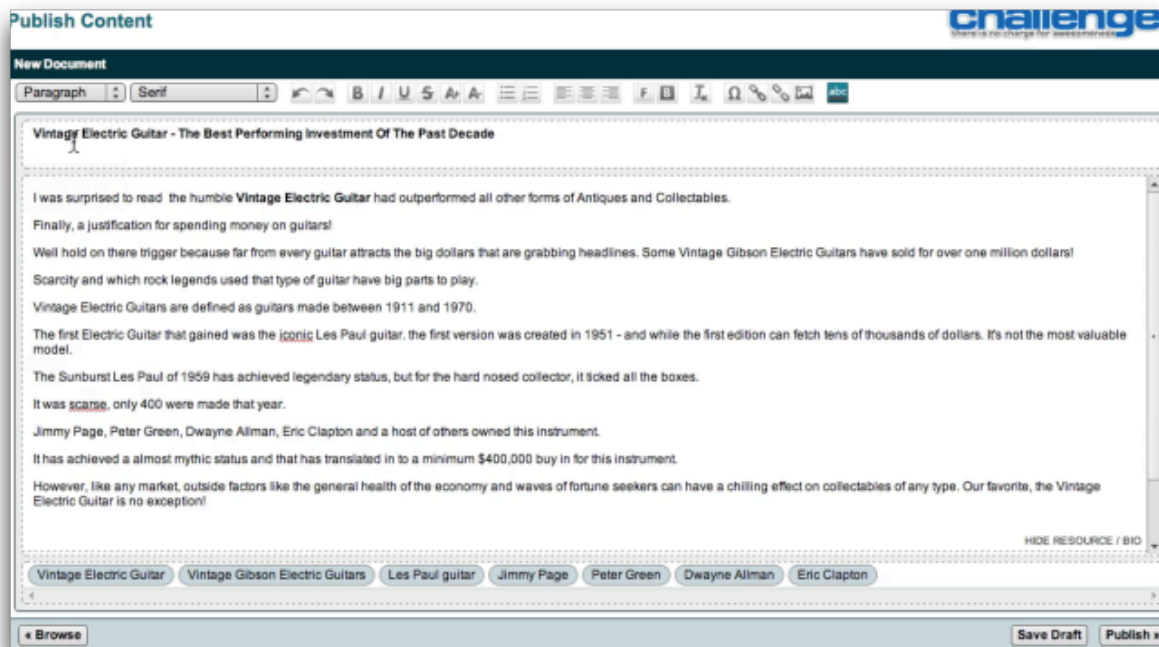 Publish Content
challenge
there is no charge for awesomeness
New Document
Paragraph Serif B I U S A+ A- F B Ω abc
Vintage Electric Guitar - The Best Performing Investment Of The Past Decade
I was surprised to read the humble Vintage Electric Guitar had outperformed all other forms of Antiques and Collectables.
Finally, a justification for spending money on guitars!
Well hold on there trigger because far from every guitar attracts the big dollars that are grabbing headlines. Some Vintage Gibson Electric Guitars have sold for over one million dollars!
Scarcity and which rock legends used that type of guitar have big parts to play.
Vintage Electric Guitars are defined as guitars made between 1911 and 1970.
The first Electric Guitar that gained was the iconic Les Paul guitar. the first version was created in 1951 - and while the first edition can fetch tens of thousands of dollars. It's not the most valuable
model.
The Sunburst Les Paul of 1959 has achieved legendary status, but for the hard nosed collector, it ticked all the boxes.
It was scarse, only 400 were made that year.
Jimmy Page, Peter Green, Dwayne Allman, Eric Clapton and a host of others owned this instrument.
It has achieved a almost mythic status and that has translated in to a minimum $400,000 buy in for this instrument.
However, like any market, outside factors like the general health of the economy and waves of fortune seekers can have a chilling effect on collectables of any type. Our favorite, the Vintage
Electric Guitar is no exception!
HIDE RESOURCE / BIO
Vintage Electric Guitar Vintage Gibson Electric Guitars Les Paul guitar Jimmy Page Peter Green Dwayne Allman Eric Clapton
« Browse Save Draft Publish »